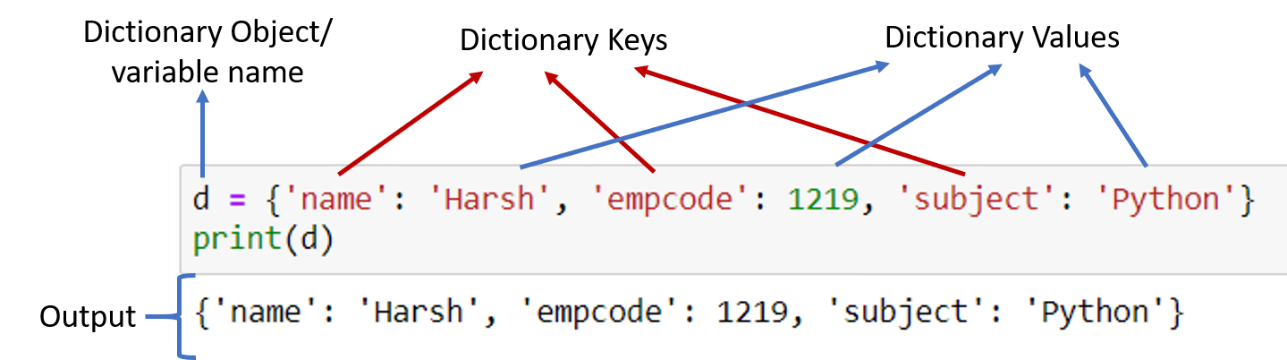 Dictionary Object/
variable name
Dictionary Keys
Dictionary Values
d = {'name': 'Harsh', 'empcode': 1219, 'subject': 'Python'}
print(d)
Output
{'name': 'Harsh', 'empcode': 1219, 'subject': 'Python'}